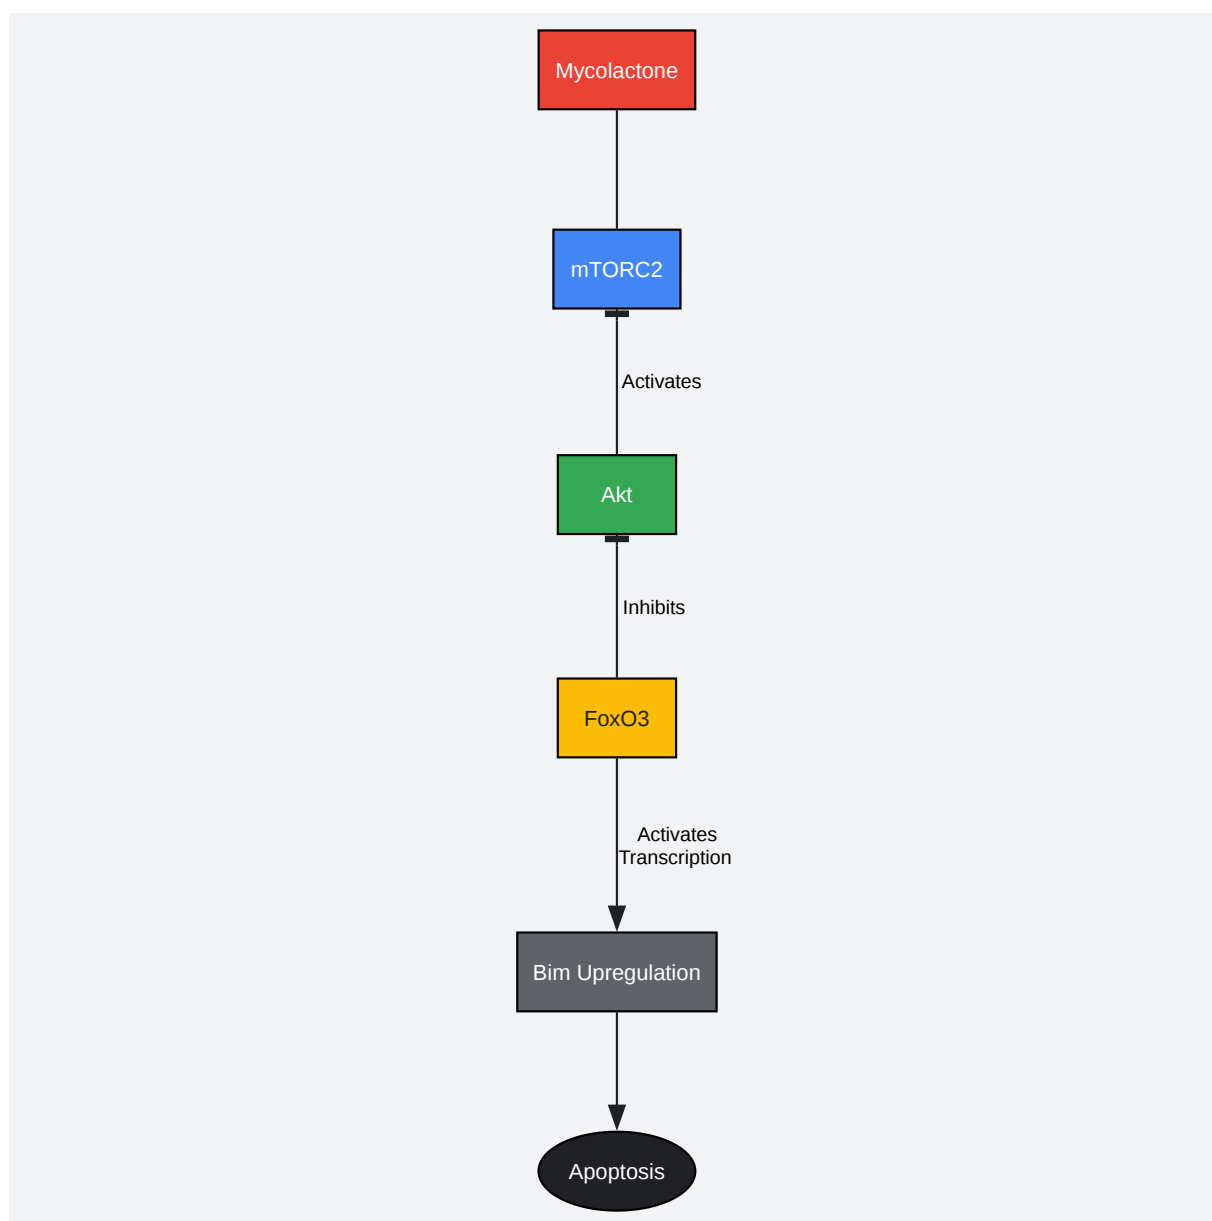 Mycolactone
mTORC2
Activates
Akt
Inhibits
FoxO3
Activates
Transcription
Bim Upregulation
Apoptosis